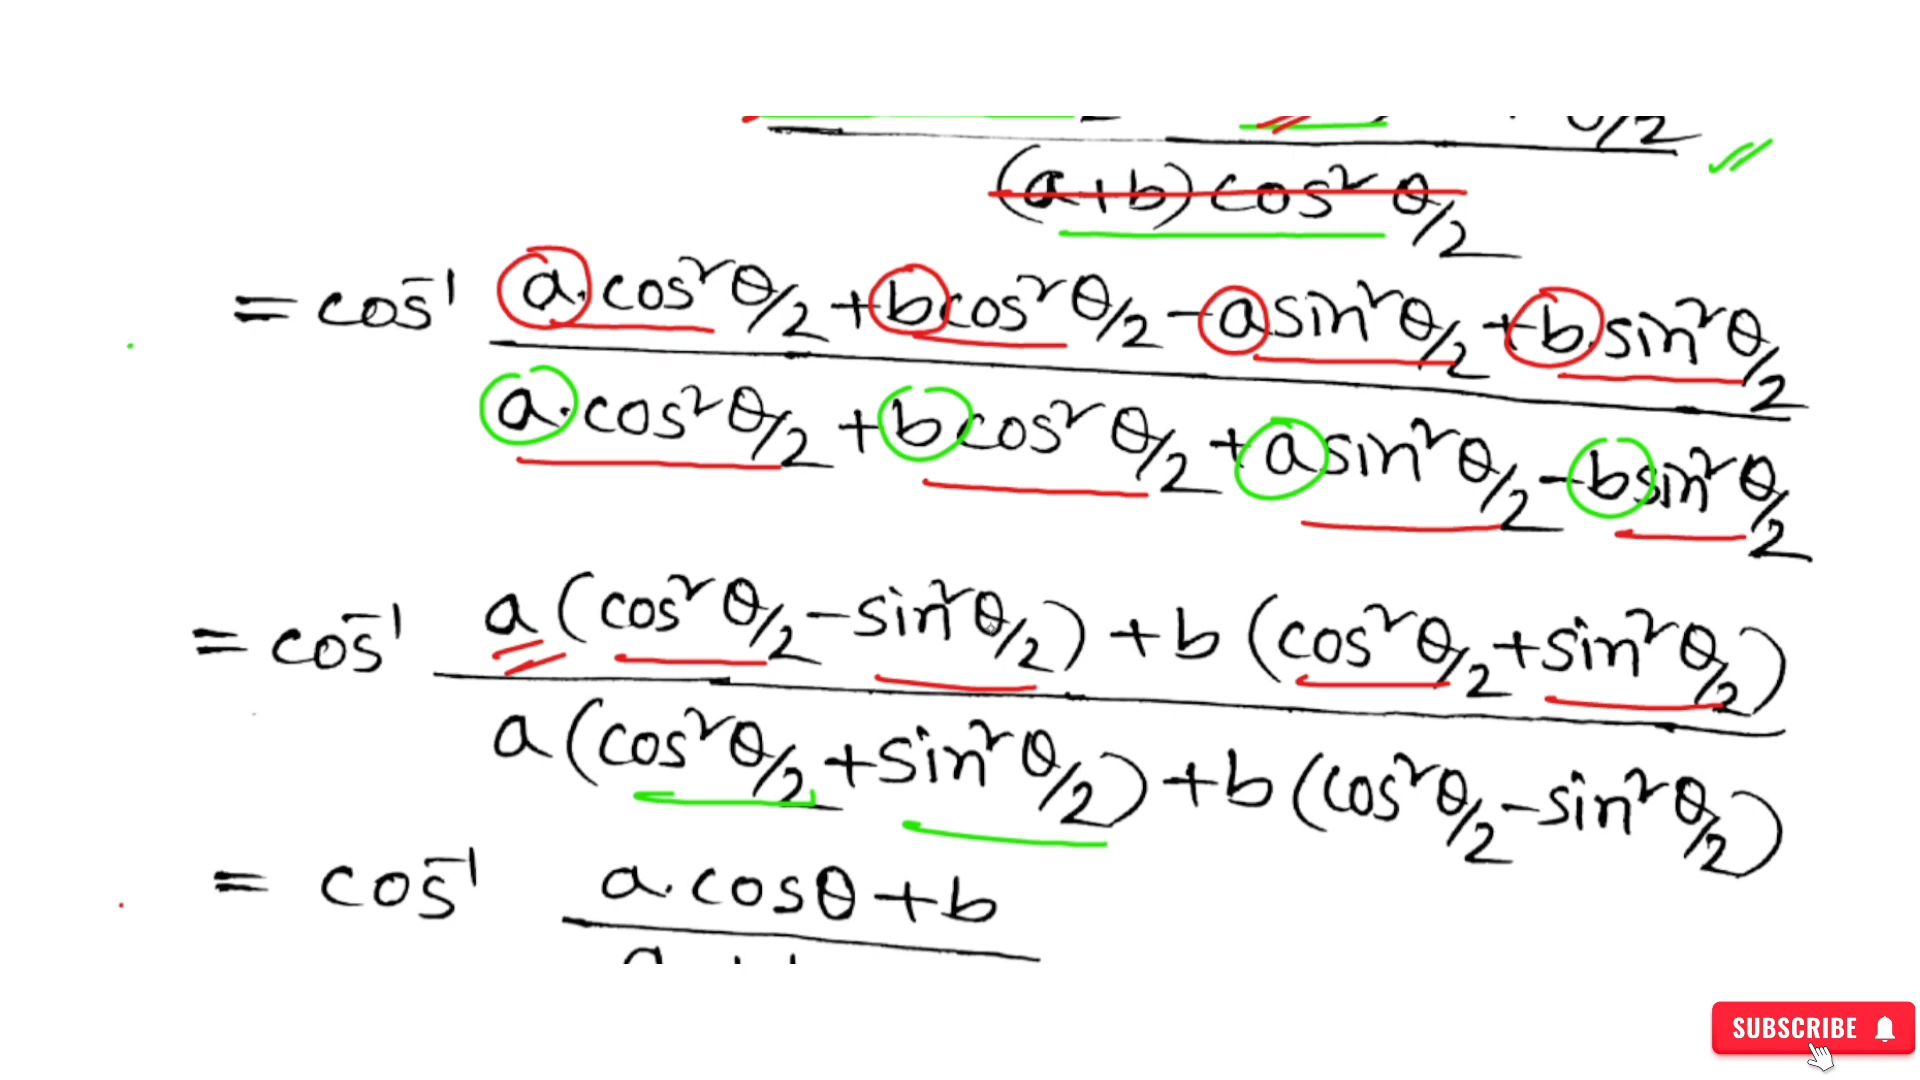 θ/2
(a+b) cos²θ/2
= cos⁻¹ a.cos²θ/2 + b cos²θ/2 − a sin²θ/2 + b.sin²θ/2
a.cos²θ/2 + b cos²θ/2 + a sin²θ/2 − b sin²θ/2
= cos⁻¹ a(cos²θ/2 − sin²θ/2) + b(cos²θ/2 + sin²θ/2)
a(cos²θ/2 + sin²θ/2) + b(cos²θ/2 − sin²θ/2)
= cos⁻¹ a.cosθ + b
SUBSCRIBE